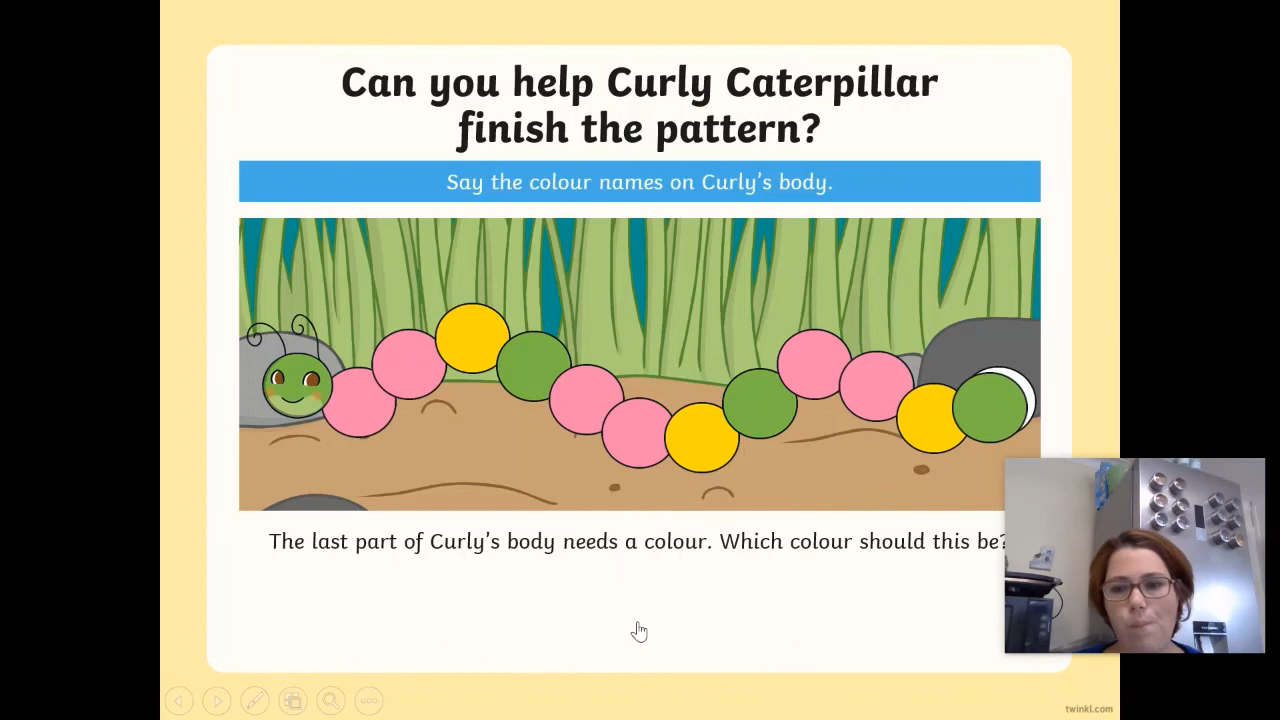 Can you help Curly Caterpillar
finish the pattern?
Say the colour names on Curly's body.
The last part of Curly's body needs a colour. Which colour should this be?
twinkl.com